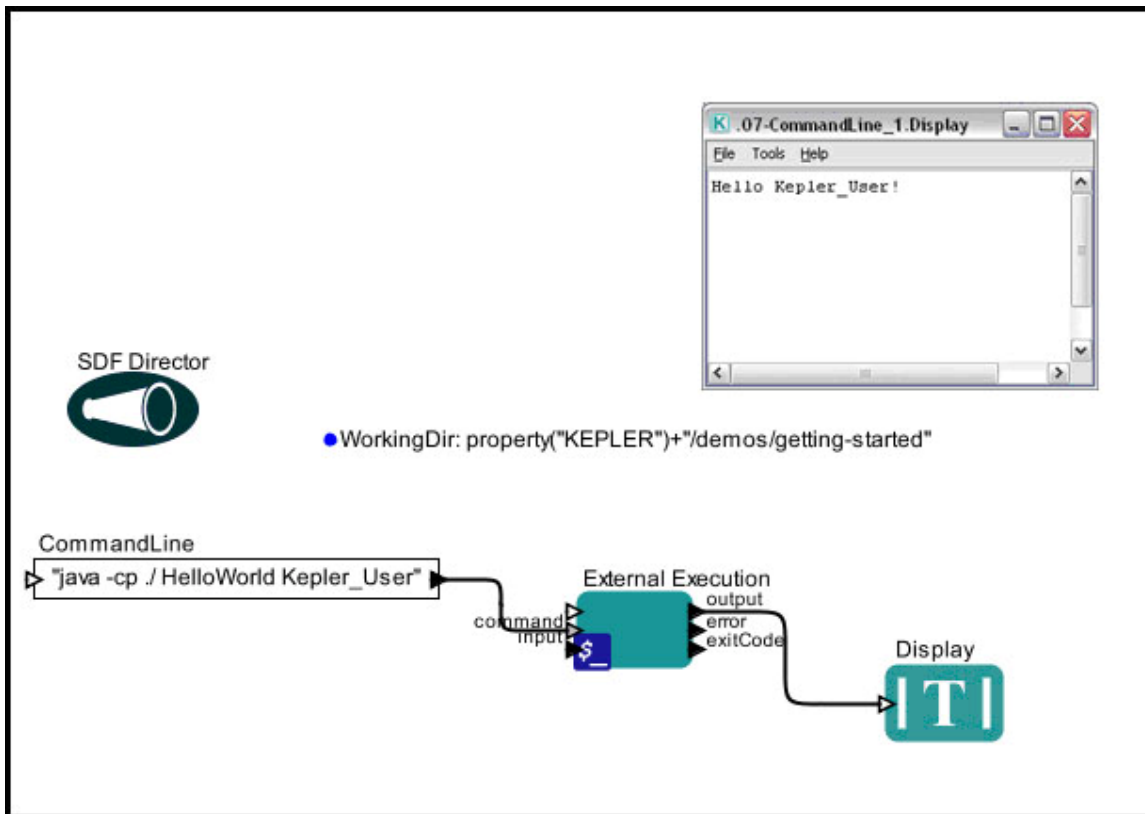 .07-CommandLine_1.Display
File Tools Help
Hello Kepler_User!
SDF Director
WorkingDir: property("KEPLER")+"/demos/getting-started"
CommandLine
"java -cp ./ HelloWorld Kepler_User"
External Execution
command
input
output
error
exitCode
$_
Display
T